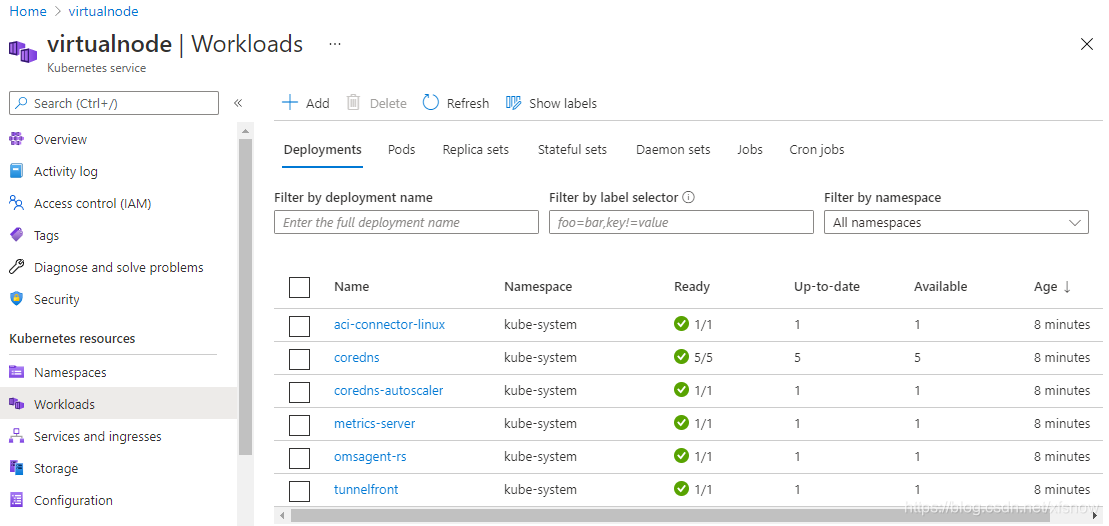 Home > virtualnode
virtualnode | Workloads ...
Kubernetes service
Search (Ctrl+/) «
Overview
Activity log
Access control (IAM)
Tags
Diagnose and solve problems
Security
Kubernetes resources
Namespaces
Workloads
Services and ingresses
Storage
Configuration
Add Delete Refresh Show labels
Deployments Pods Replica sets Stateful sets Daemon sets Jobs Cron jobs
Filter by deployment name Filter by label selector Filter by namespace
Enter the full deployment name foo=bar,key!=value All namespaces
Name Namespace Ready Up-to-date Available Age ↓
aci-connector-linux kube-system 1/1 1 1 8 minutes
coredns kube-system 5/5 5 5 8 minutes
coredns-autoscaler kube-system 1/1 1 1 8 minutes
metrics-server kube-system 1/1 1 1 8 minutes
omsagent-rs kube-system 1/1 1 1 8 minutes
tunnelfront kube-system 1/1 1 1 8 minutes
https://blog.csdn.net/xfsnow